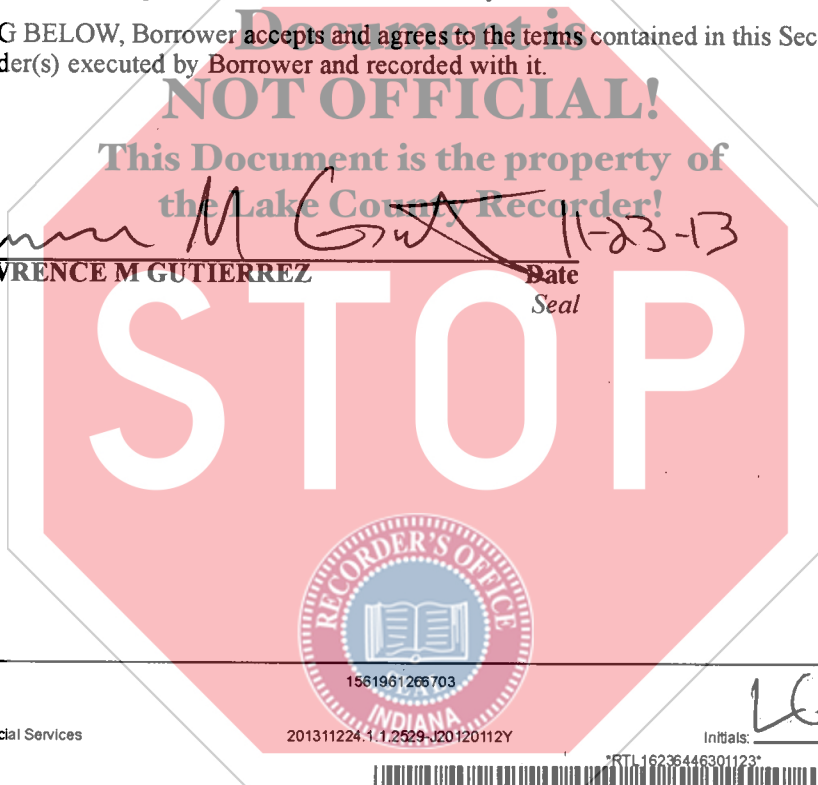 Document is
G BELOW, Borrower accepts and agrees to the terms contained in this Sec
der(s) executed by Borrower and recorded with it.
NOT OFFICIAL!
This Document is the property of
the Lake County Recorder!
M 11-23-13
VRENCE M GUTIERREZ Date
Seal
STOP
RECORDER'S OFFICE
SEAL
INDIANA
1561961266703
cial Services 201311224.1.1.2529-J20120112Y Initials: LG
*RTL16236446301123*